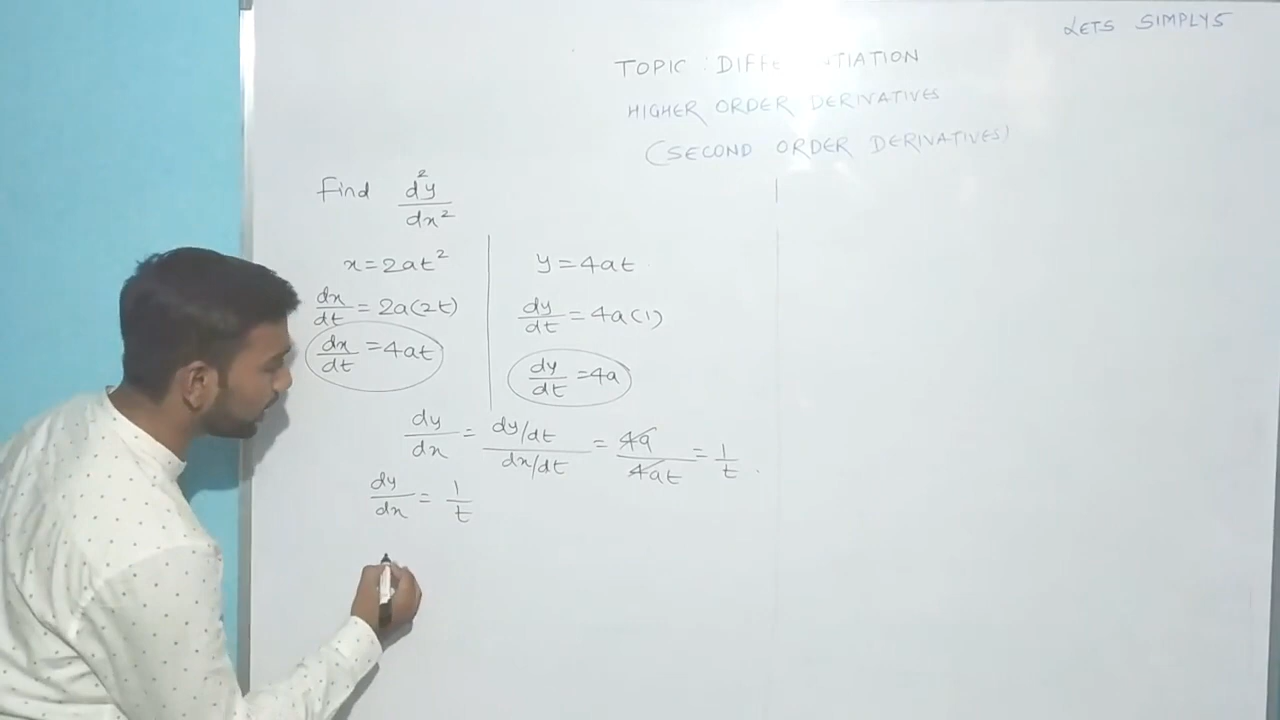 LETS SIMPLY5
TOPIC : DIFFE NTIATION
HIGHER ORDER DERIVATIVES
(SECOND ORDER DERIVATIVES)
Find d²y/dx²
x = 2at²
dx/dt = 2a(2t)
dx/dt = 4at
y = 4at
dy/dt = 4a(1)
dy/dt = 4a
dy/dx = (dy/dt)/(dx/dt) = 4a/4at = 1/t .
dy/dx = 1/t